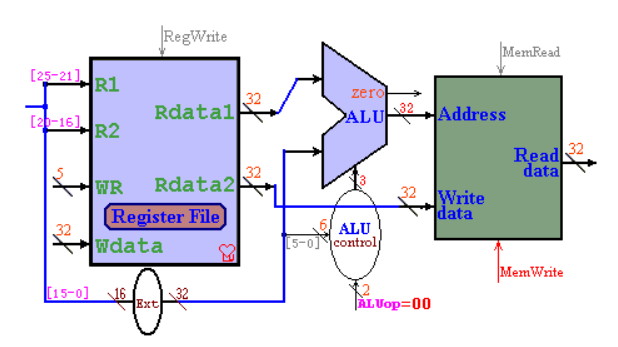 RegWrite
MemRead
[25-21]
R1
Rdata1
32
zero
ALU
32
Address
[20-16]
R2
Read
data
32
5
WR
Rdata2
32
3
32
Write
data
Register File
32
Wdata
6
ALU
control
[5-0]
MemWrite
[15-0]
16
Ext
32
2
ALUop=00